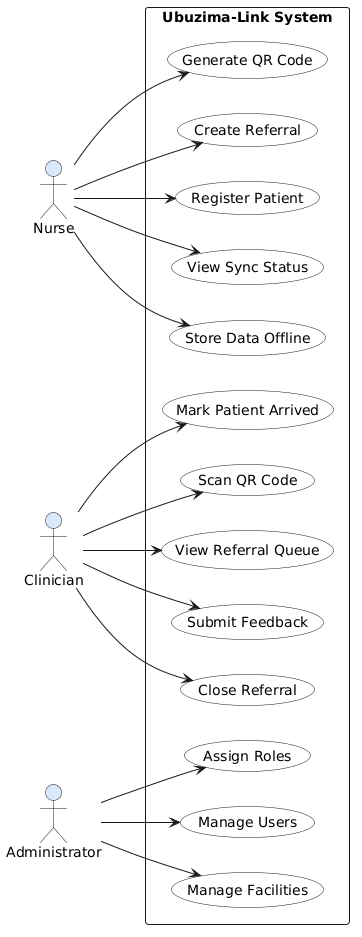 Ubuzima-Link System
Generate QR Code
Create Referral
Register Patient
Nurse
View Sync Status
Store Data Offline
Mark Patient Arrived
Scan QR Code
View Referral Queue
Clinician
Submit Feedback
Close Referral
Assign Roles
Manage Users
Administrator
Manage Facilities